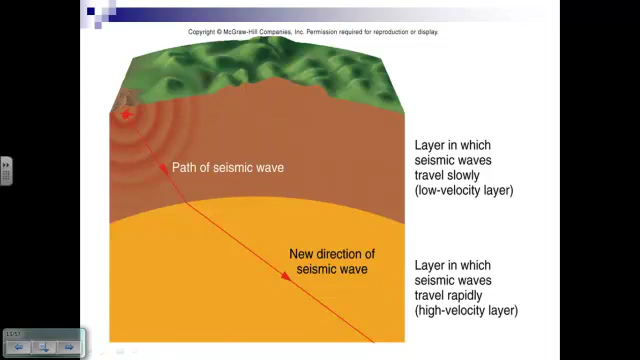 Copyright © McGraw-Hill Companies, Inc. Permission required for reproduction or display.
Layer in which
seismic waves
travel slowly
(low-velocity layer)
Path of seismic wave
New direction of
seismic wave
Layer in which
seismic waves
travel rapidly
(high-velocity layer)